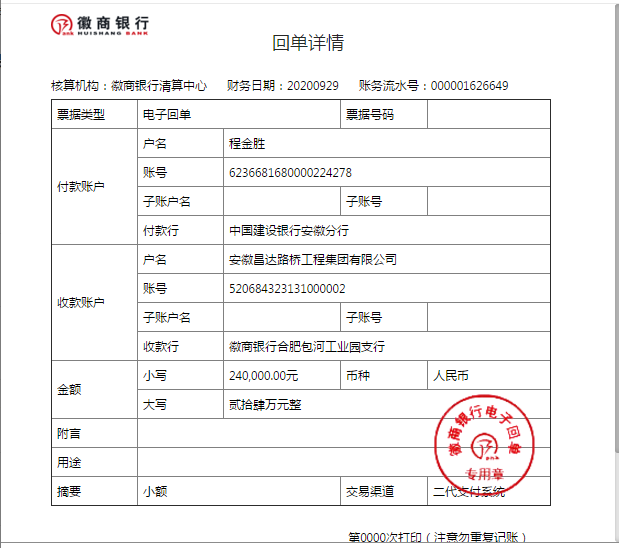 徽商银行
HUISHANG BANK
回单详情
核算机构：徽商银行清算中心 财务日期：20200929 账务流水号：000001626649
票据类型 电子回单 票据号码
付款账户
户名 程金胜
账号 6236681680000224278
子账户名 子账号
付款行 中国建设银行安徽分行
收款账户
户名 安徽昌达路桥工程集团有限公司
账号 520684323131000002
子账户名 子账号
收款行 徽商银行合肥包河工业园支行
金额
小写 240,000.00元 币种 人民币
大写 贰拾肆万元整
附言
用途
摘要 小额 交易渠道 二代支付系统
徽商银行电子回单
专用章
第0000次打印（注意勿重复记账）